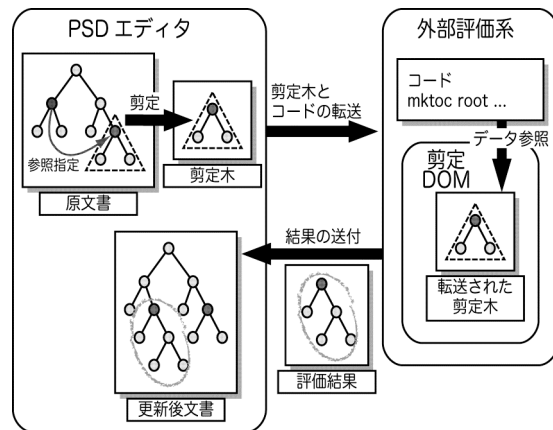 PSD エディタ
外部評価系
コード
mktoc root ...
剪定
剪定木と
コードの転送
データ参照
参照指定
剪定木
原文書
剪定
DOM
結果の送付
転送された
剪定木
評価結果
更新後文書